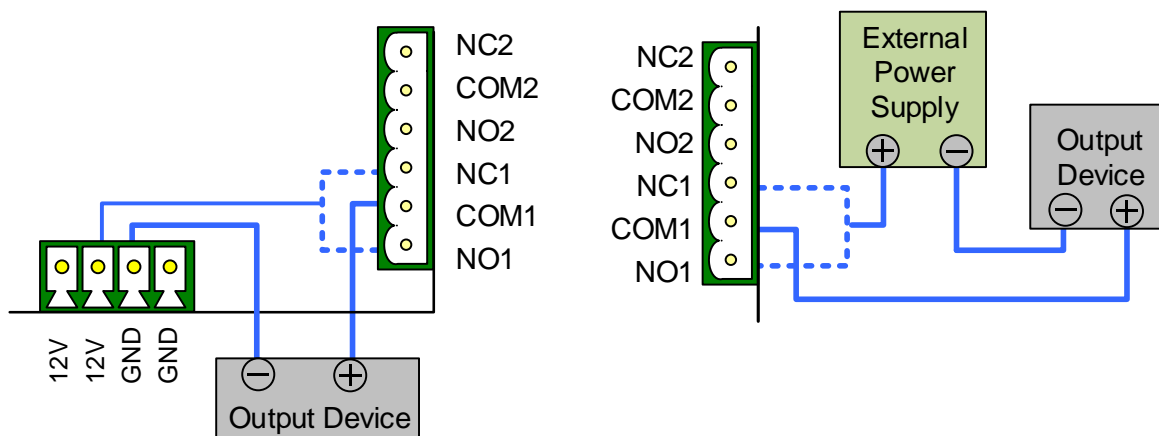 NC2
COM2
NO2
NC1
COM1
NO1
12V
12V
GND
GND
− +
Output Device
NC2
COM2
NO2
NC1
COM1
NO1
External
Power
Supply
+ −
Output
Device
− +